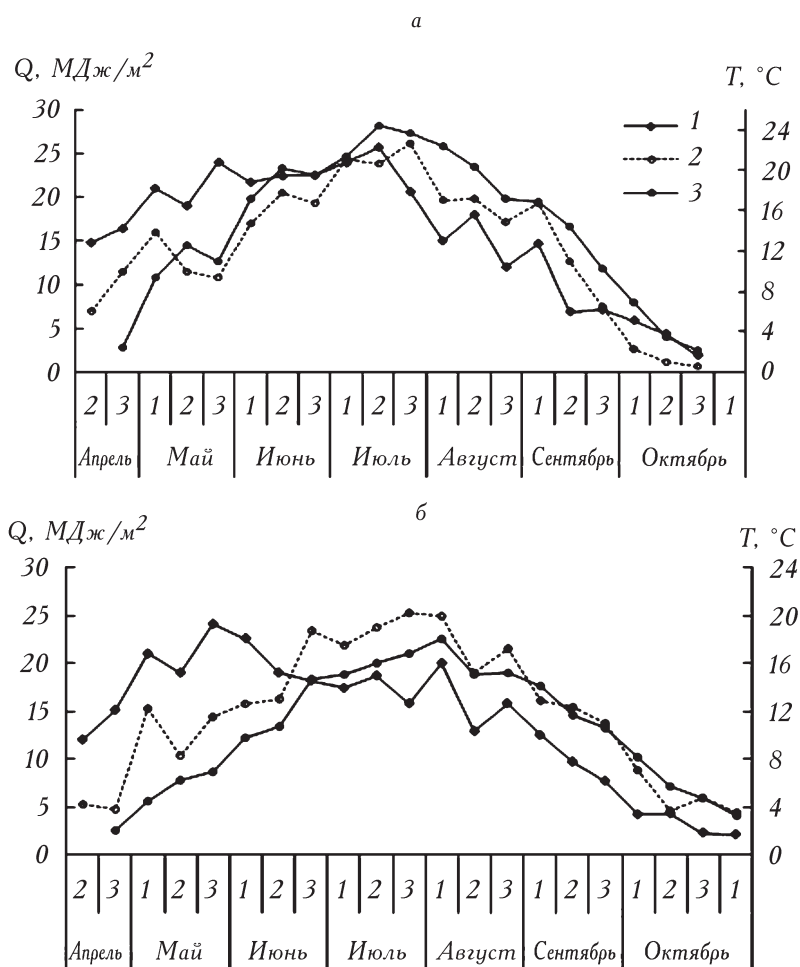 а
Q, МДж/м² T, °C
30
25 24
20 20
15 16
10 12
5 8
0 4
0
1
2
3
2 3 1 2 3 1 2 3 1 2 3 1 2 3 1 2 3 1 2 3 1
Апрель Май Июнь Июль Август Сентябрь Октябрь
б
Q, МДж/м² T, °C
30 24
25 20
20 16
15 12
10 8
5 4
0 0
2 3 1 2 3 1 2 3 1 2 3 1 2 3 1 2 3 1 2 3 1
Апрель Май Июнь Июль Август Сентябрь Октябрь